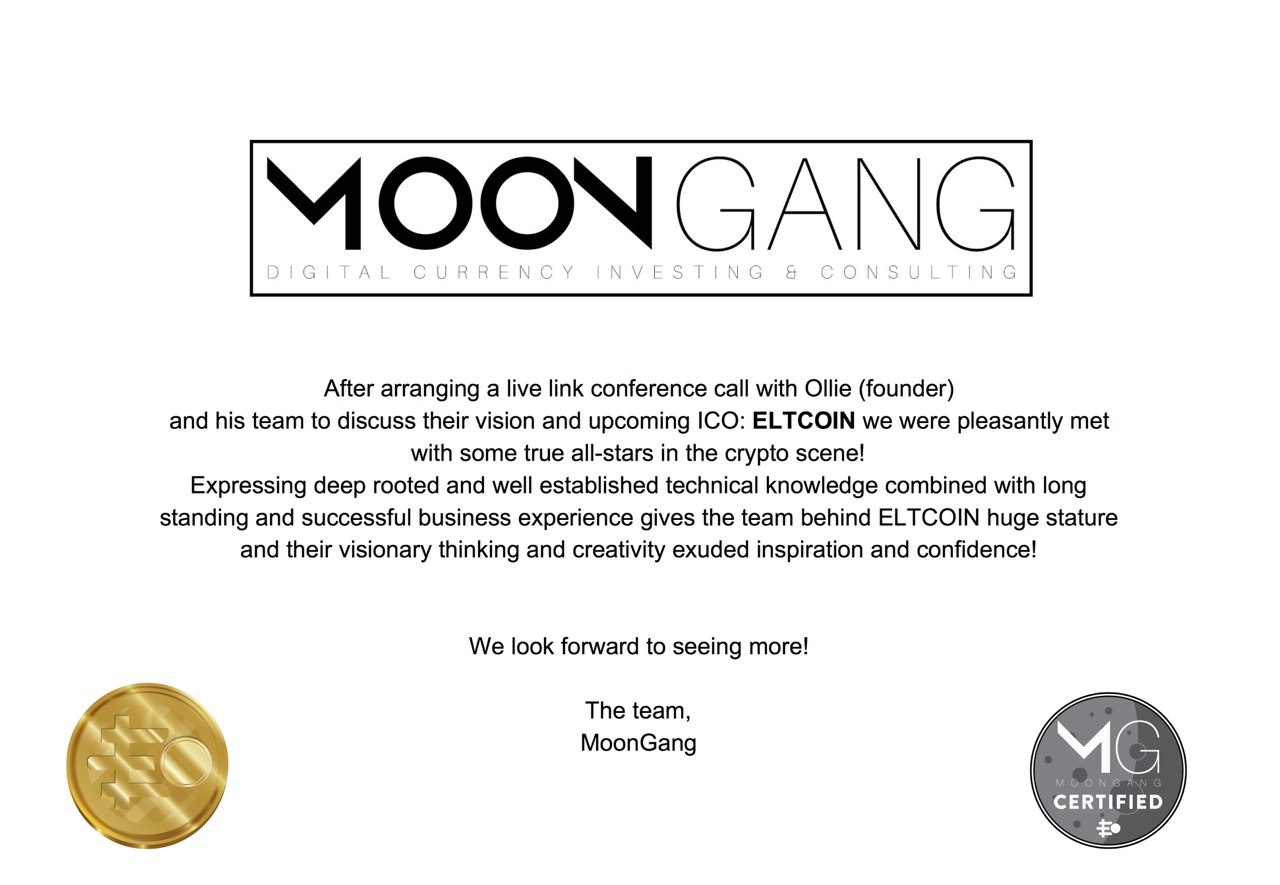 MOONGANG
DIGITAL CURRENCY INVESTING & CONSULTING
After arranging a live link conference call with Ollie (founder)
and his team to discuss their vision and upcoming ICO: ELTCOIN we were pleasantly met
with some true all-stars in the crypto scene!
Expressing deep rooted and well established technical knowledge combined with long
standing and successful business experience gives the team behind ELTCOIN huge stature
and their visionary thinking and creativity exuded inspiration and confidence!
We look forward to seeing more!
The team,
MoonGang
MG
MOONGANG
CERTIFIED